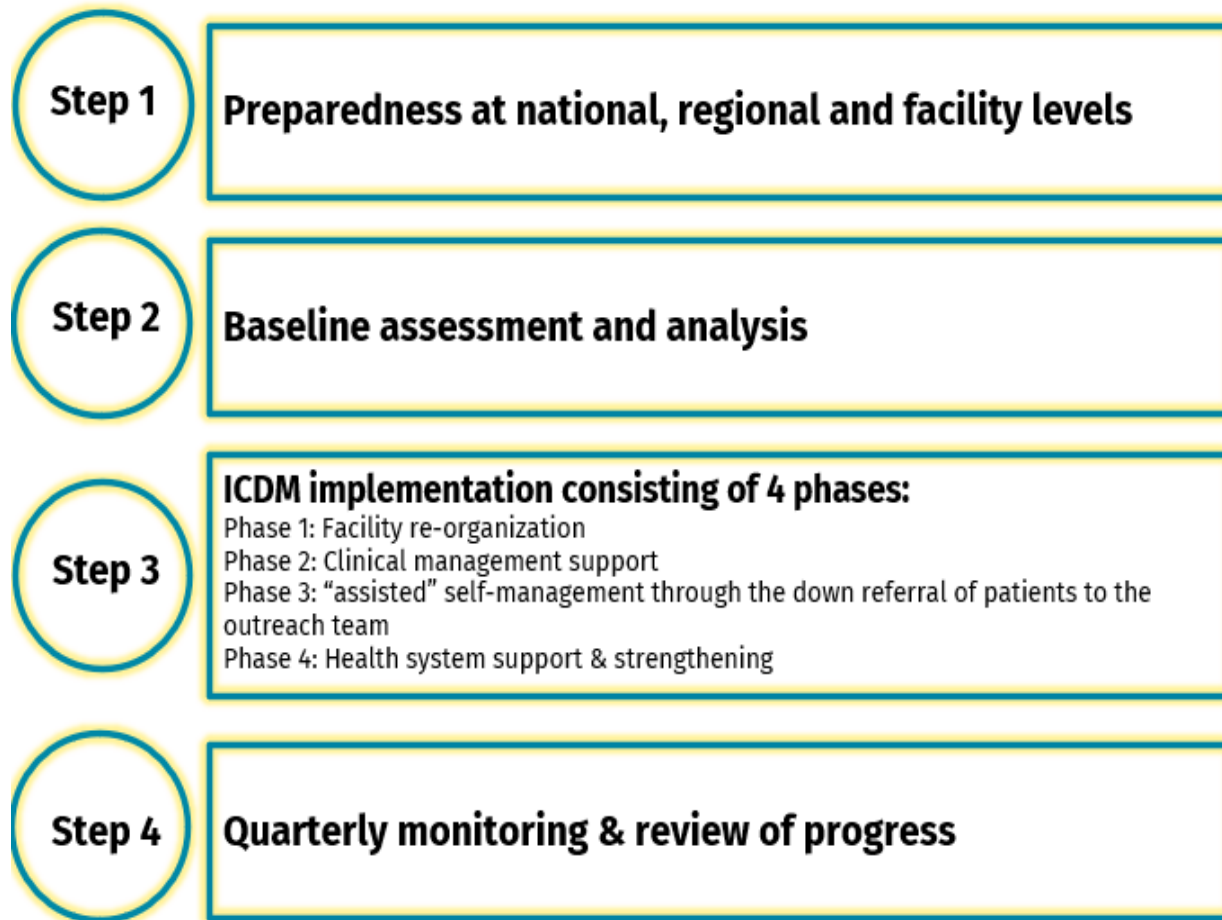 Step 1
Preparedness at national, regional and facility levels
Step 2
Baseline assessment and analysis
Step 3
ICDM implementation consisting of 4 phases:
Phase 1: Facility re-organization
Phase 2: Clinical management support
Phase 3: “assisted” self-management through the down referral of patients to the
outreach team
Phase 4: Health system support & strengthening
Step 4
Quarterly monitoring & review of progress